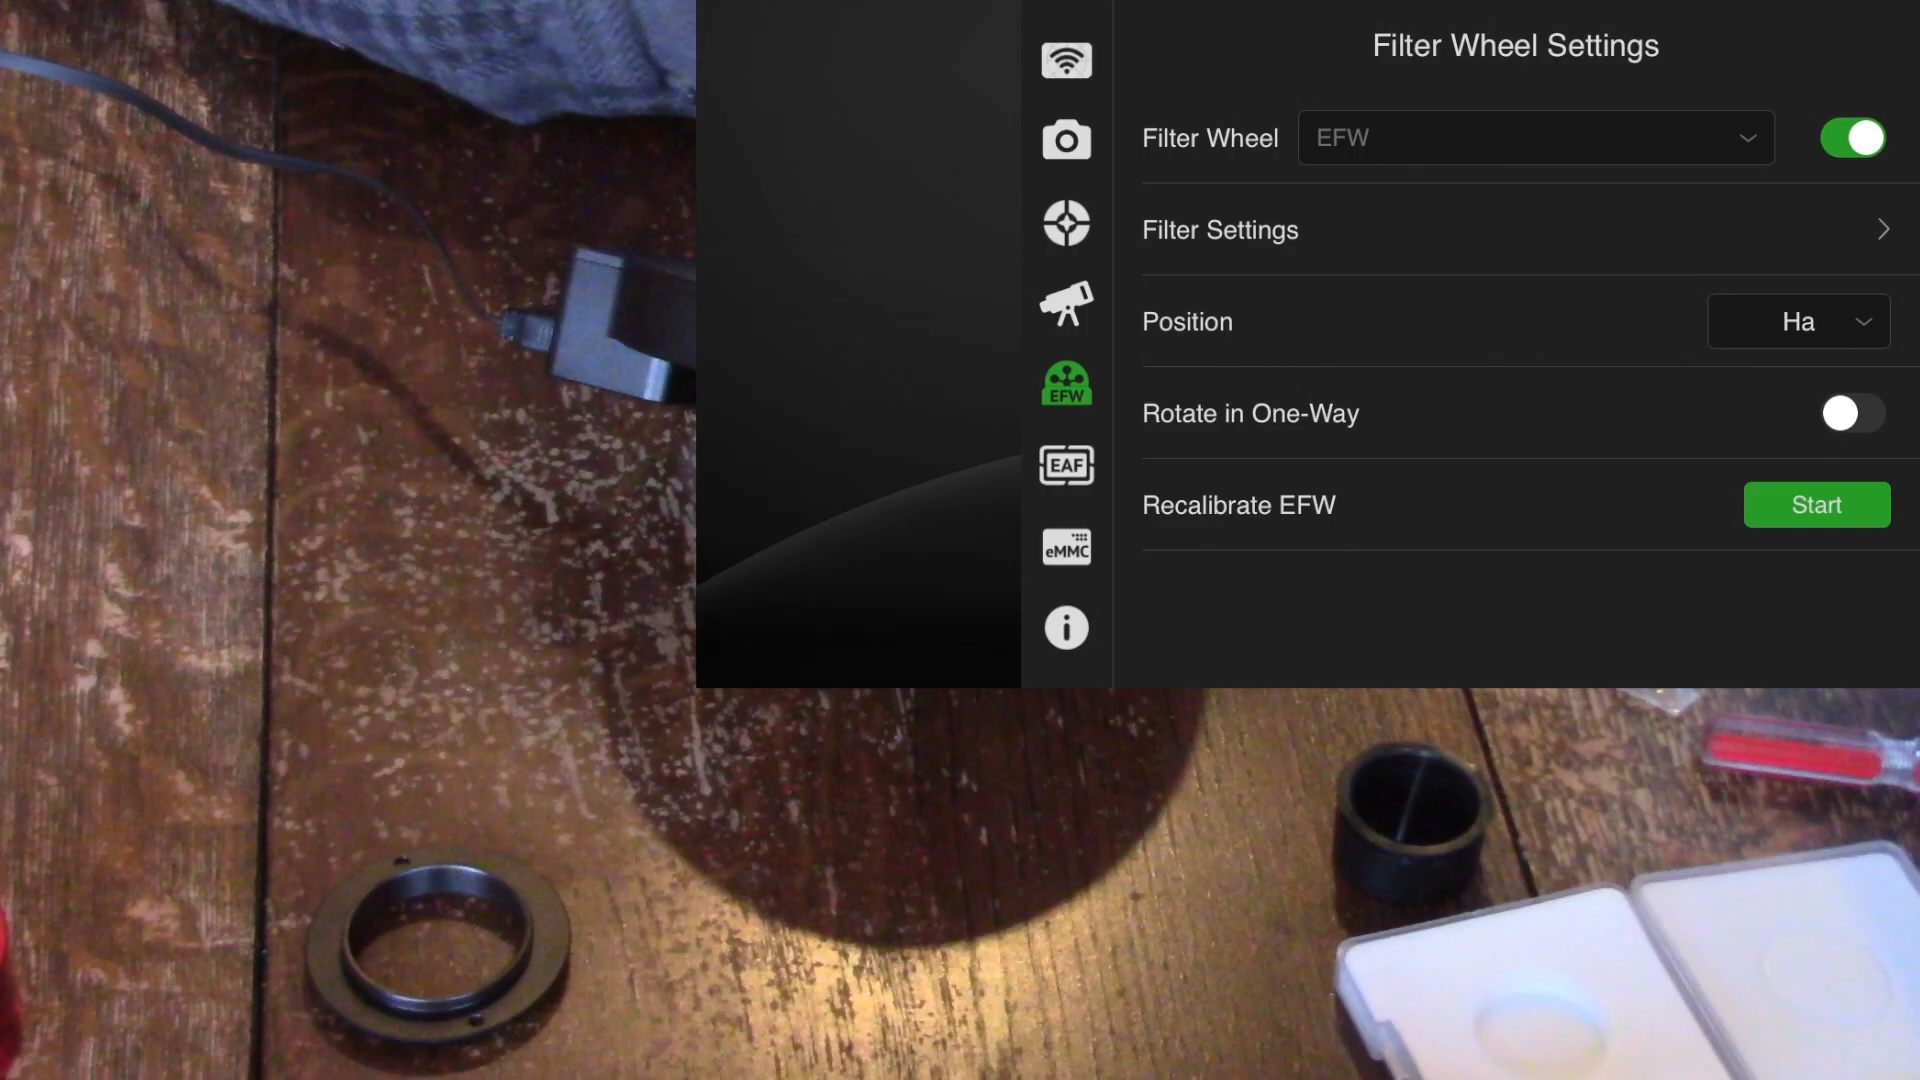 Filter Wheel Settings
Filter Wheel EFW
Filter Settings
Position Ha
EFW
Rotate in One-Way
EAF
Recalibrate EFW Start
eMMC